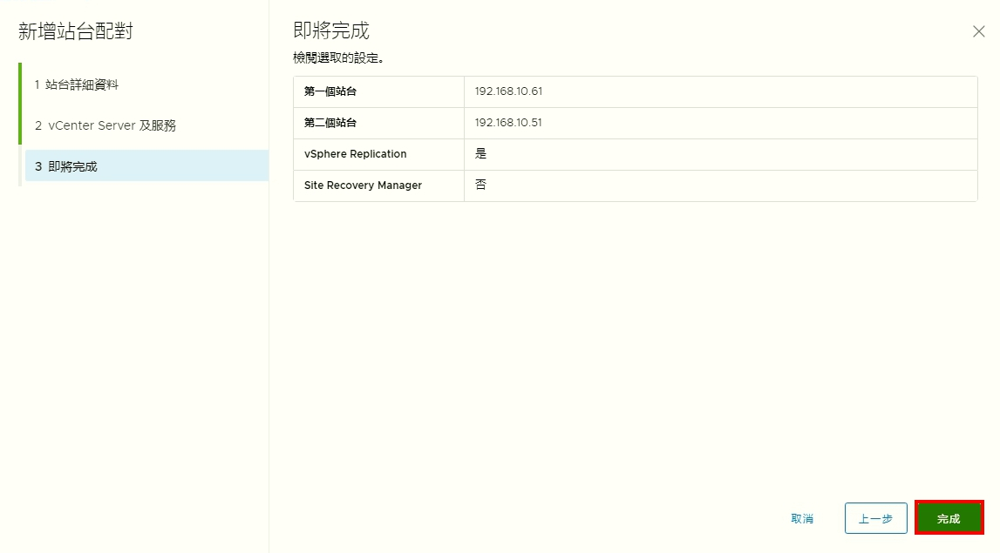 新增站台配對
1 站台詳細資料
2 vCenter Server 及服務
3 即將完成
即將完成
檢閱選取的設定。
第一個站台 192.168.10.61
第二個站台 192.168.10.51
vSphere Replication 是
Site Recovery Manager 否
取消 上一步 完成